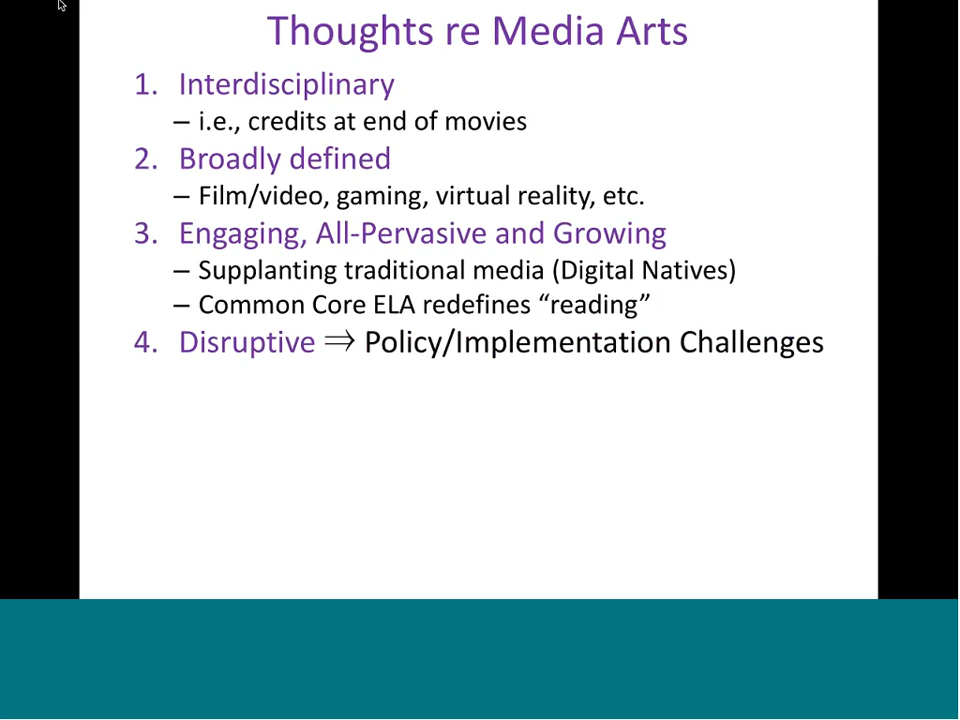 Thoughts re Media Arts
1. Interdisciplinary
– i.e., credits at end of movies
2. Broadly defined
– Film/video, gaming, virtual reality, etc.
3. Engaging, All-Pervasive and Growing
– Supplanting traditional media (Digital Natives)
– Common Core ELA redefines “reading”
4. Disruptive ⇒ Policy/Implementation Challenges